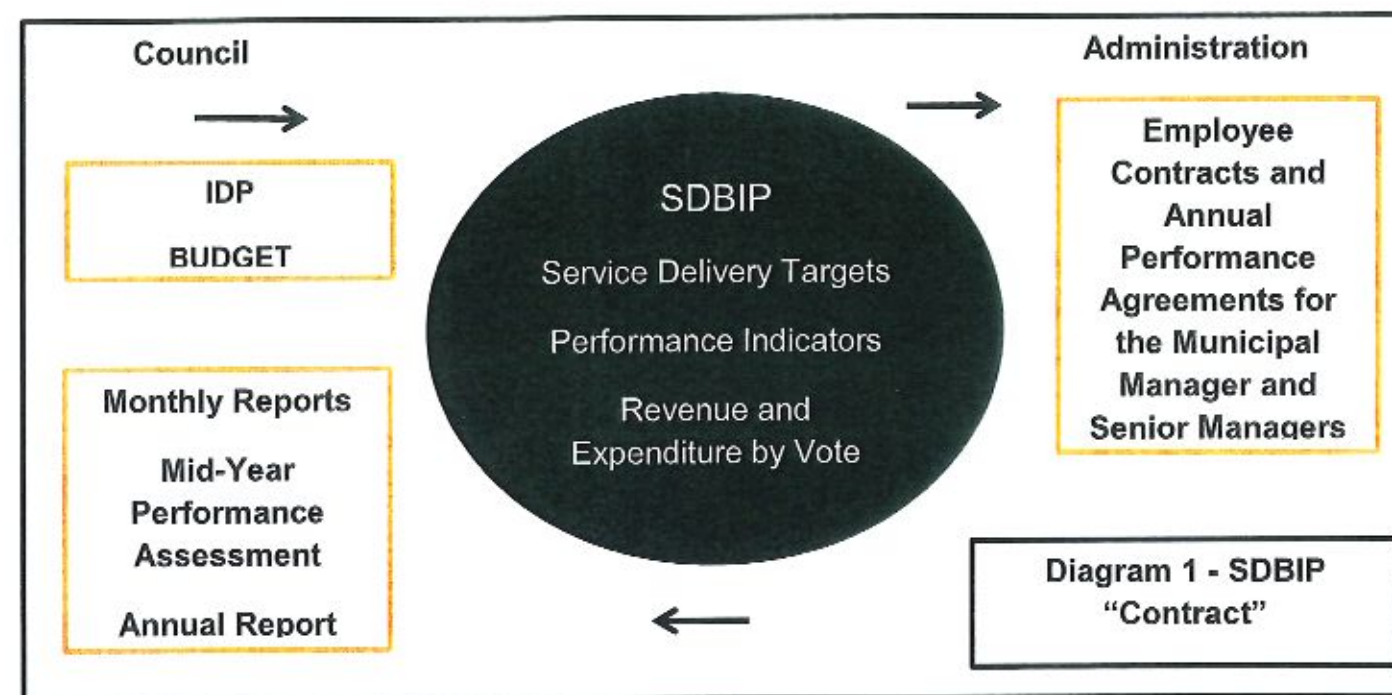 Council
Administration
IDP
BUDGET
Monthly Reports
Mid-Year
Performance
Assessment
Annual Report
SDBIP
Service Delivery Targets
Performance Indicators
Revenue and
Expenditure by Vote
Employee
Contracts and
Annual
Performance
Agreements for
the Municipal
Manager and
Senior Managers
Diagram 1 - SDBIP
“Contract”